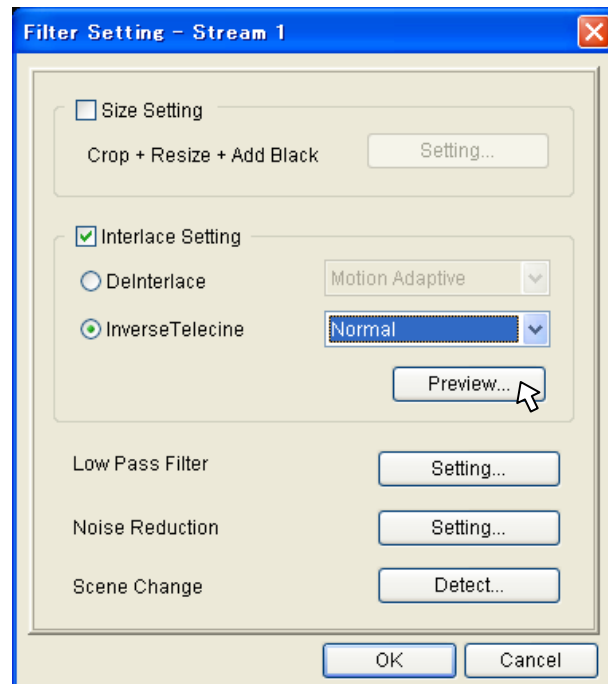 Filter Setting - Stream 1
Size Setting
Crop + Resize + Add Black Setting...
Interlace Setting
DeInterlace Motion Adaptive
InverseTelecine Normal
Preview...
Low Pass Filter Setting...
Noise Reduction Setting...
Scene Change Detect...
OK Cancel